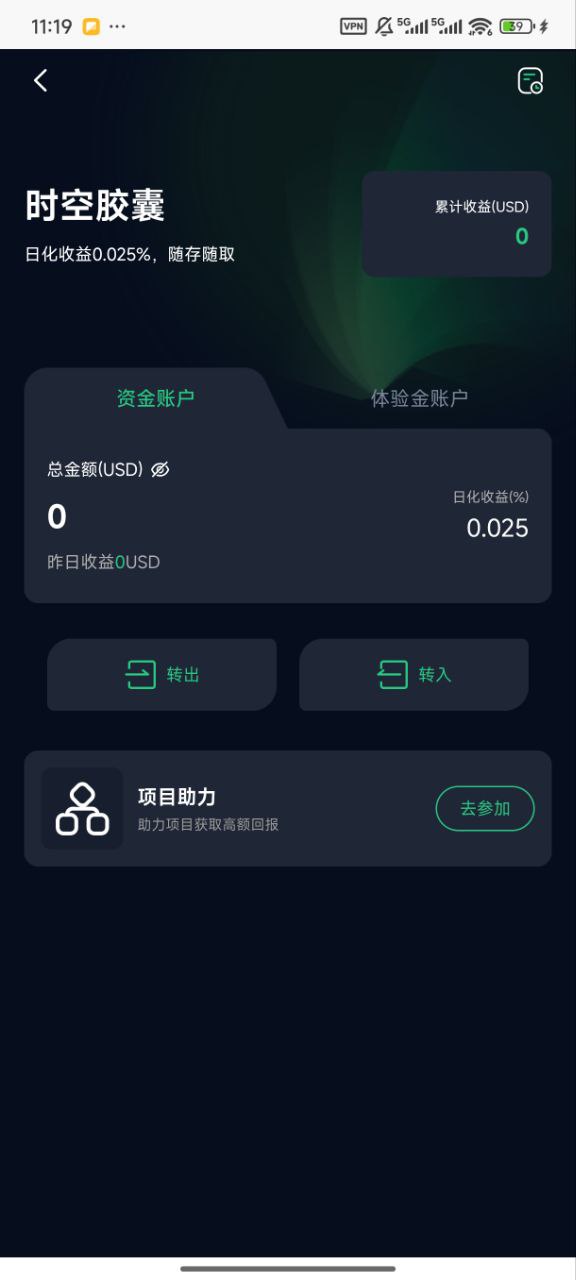 11:19
VPN 5G 5G 6 39
时空胶囊
日化收益0.025%，随存随取
累计收益(USD)
0
资金账户
体验金账户
总金额(USD)
0
日化收益(%)
0.025
昨日收益0USD
转出
转入
项目助力
助力项目获取高额回报
去参加